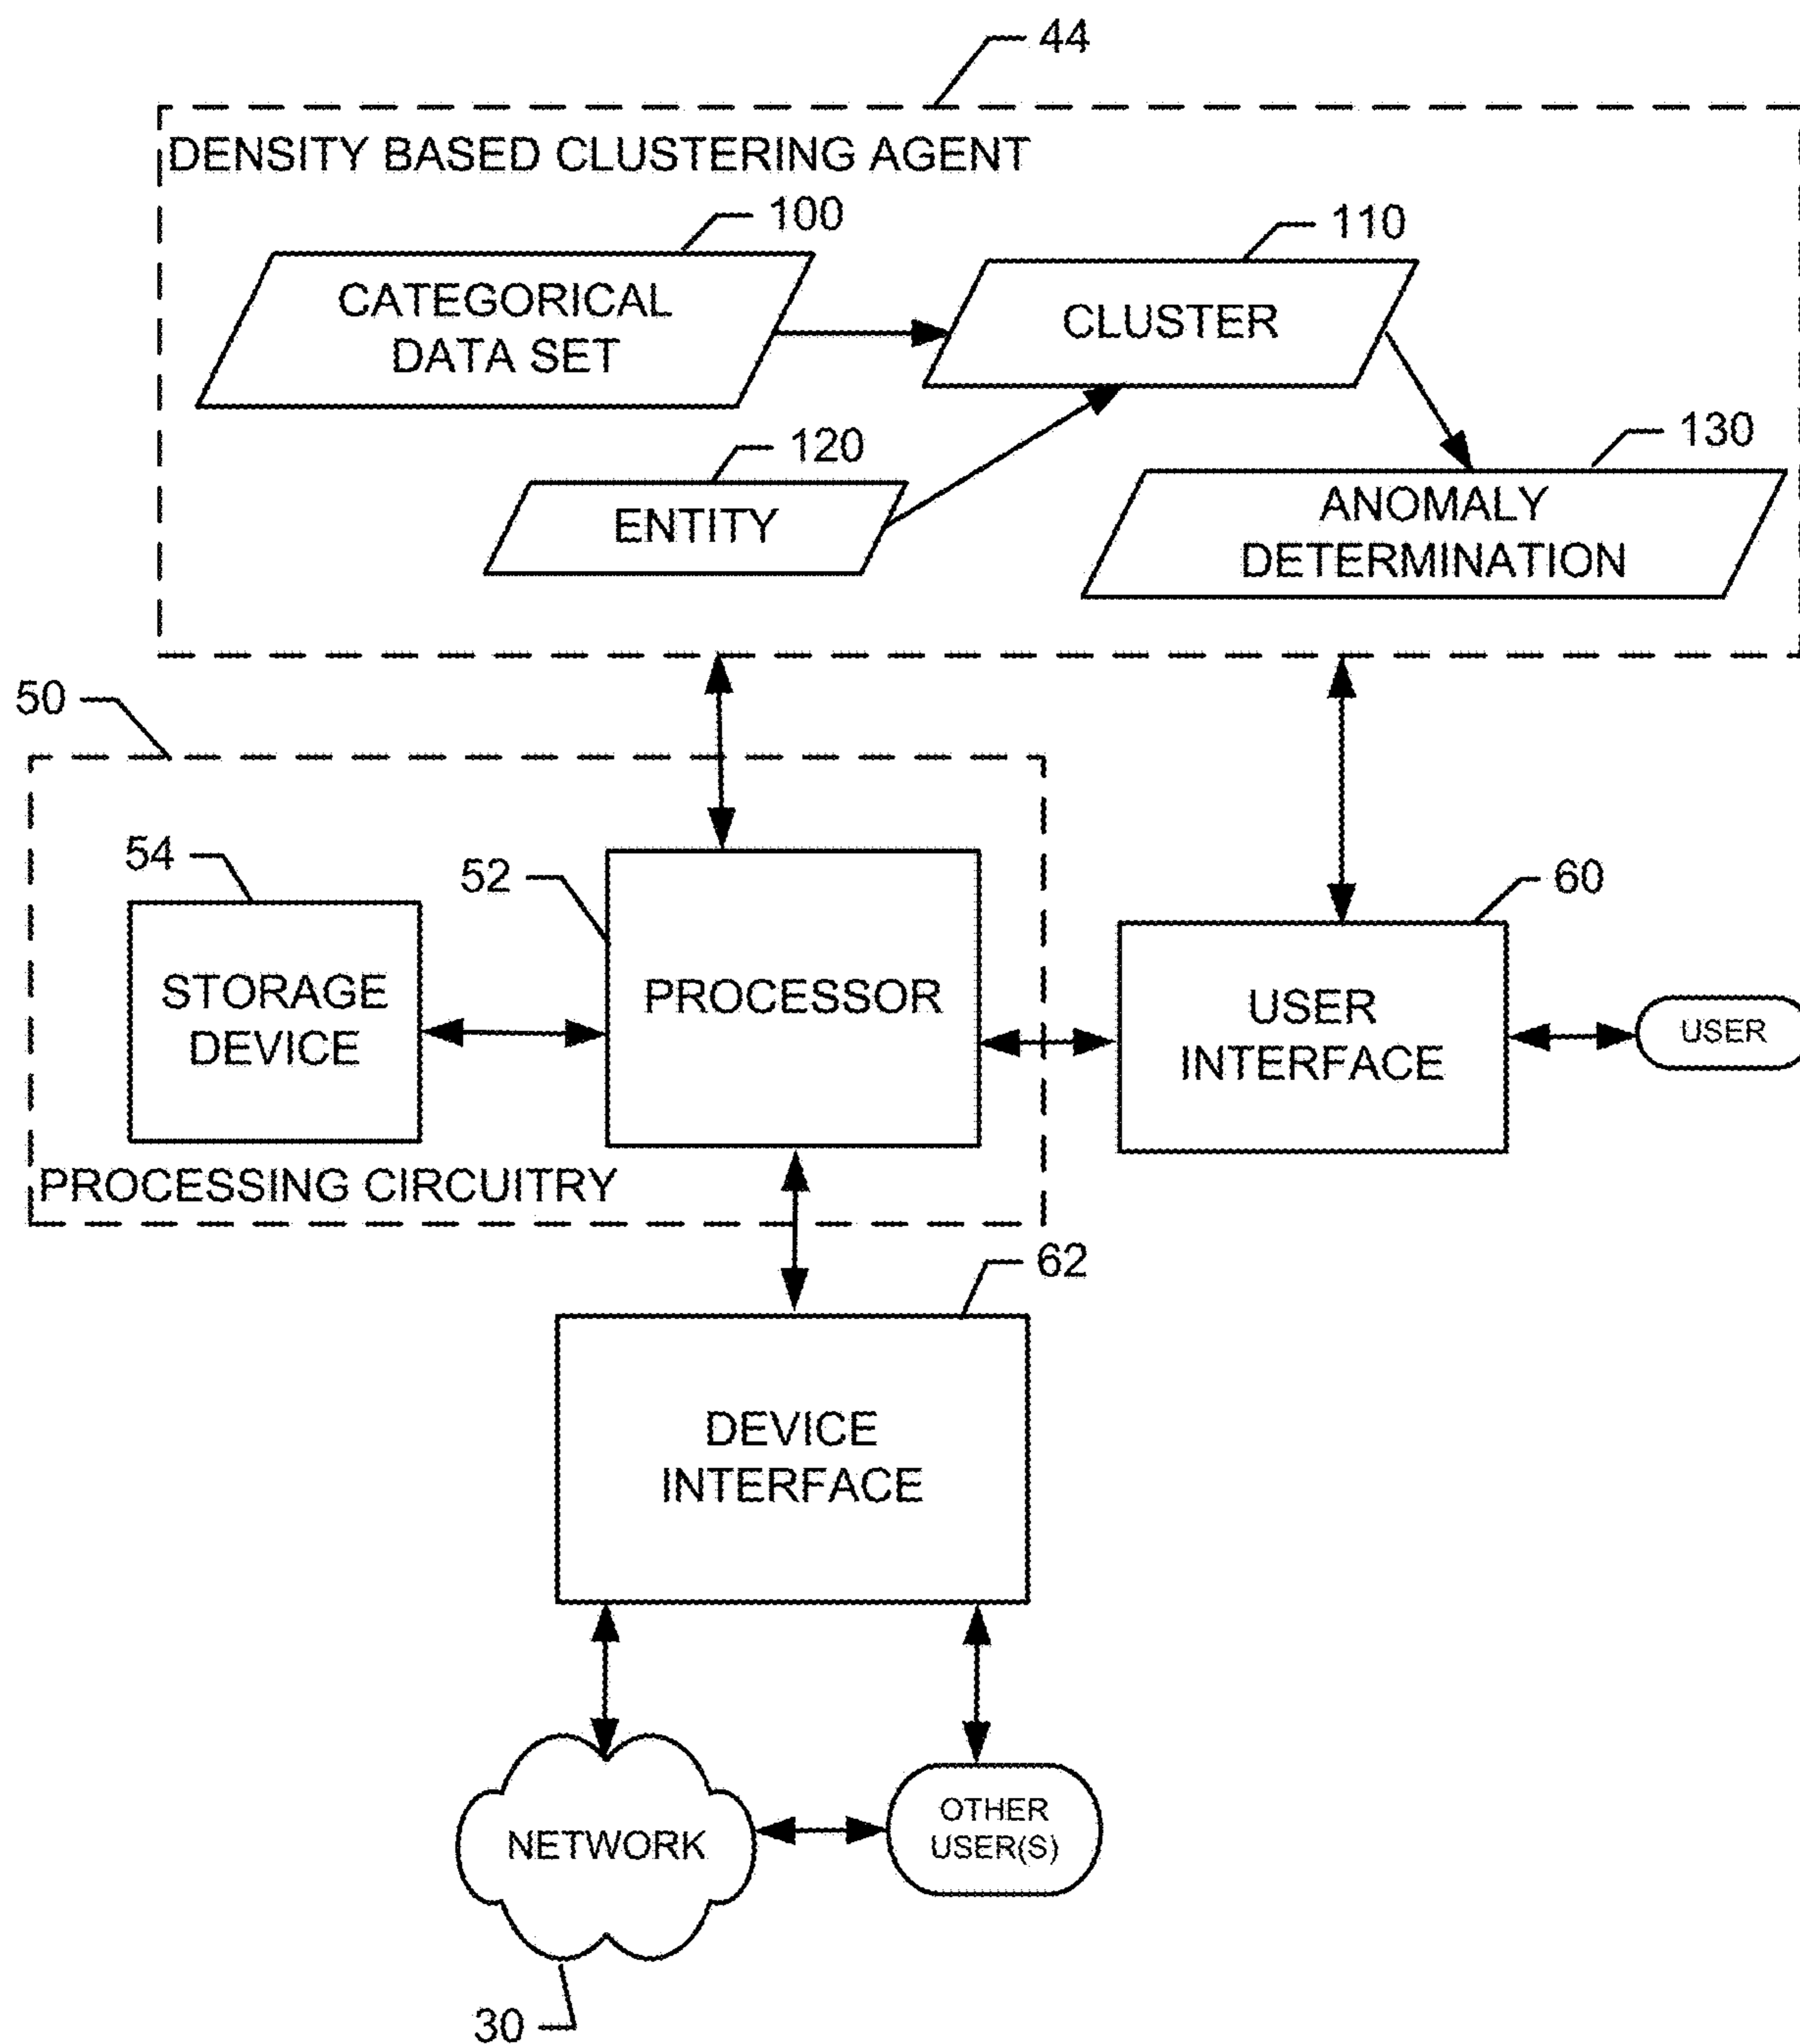 44
DENSITY BASED CLUSTERING AGENT
100
110
CATEGORICAL
DATA SET
CLUSTER
120
130
ENTITY
ANOMALY
DETERMINATION
50
54
52
60
STORAGE
DEVICE
PROCESSOR
USER
INTERFACE
USER
PROCESSING CIRCUITRY
62
DEVICE
INTERFACE
NETWORK
OTHER
USER(S)
30